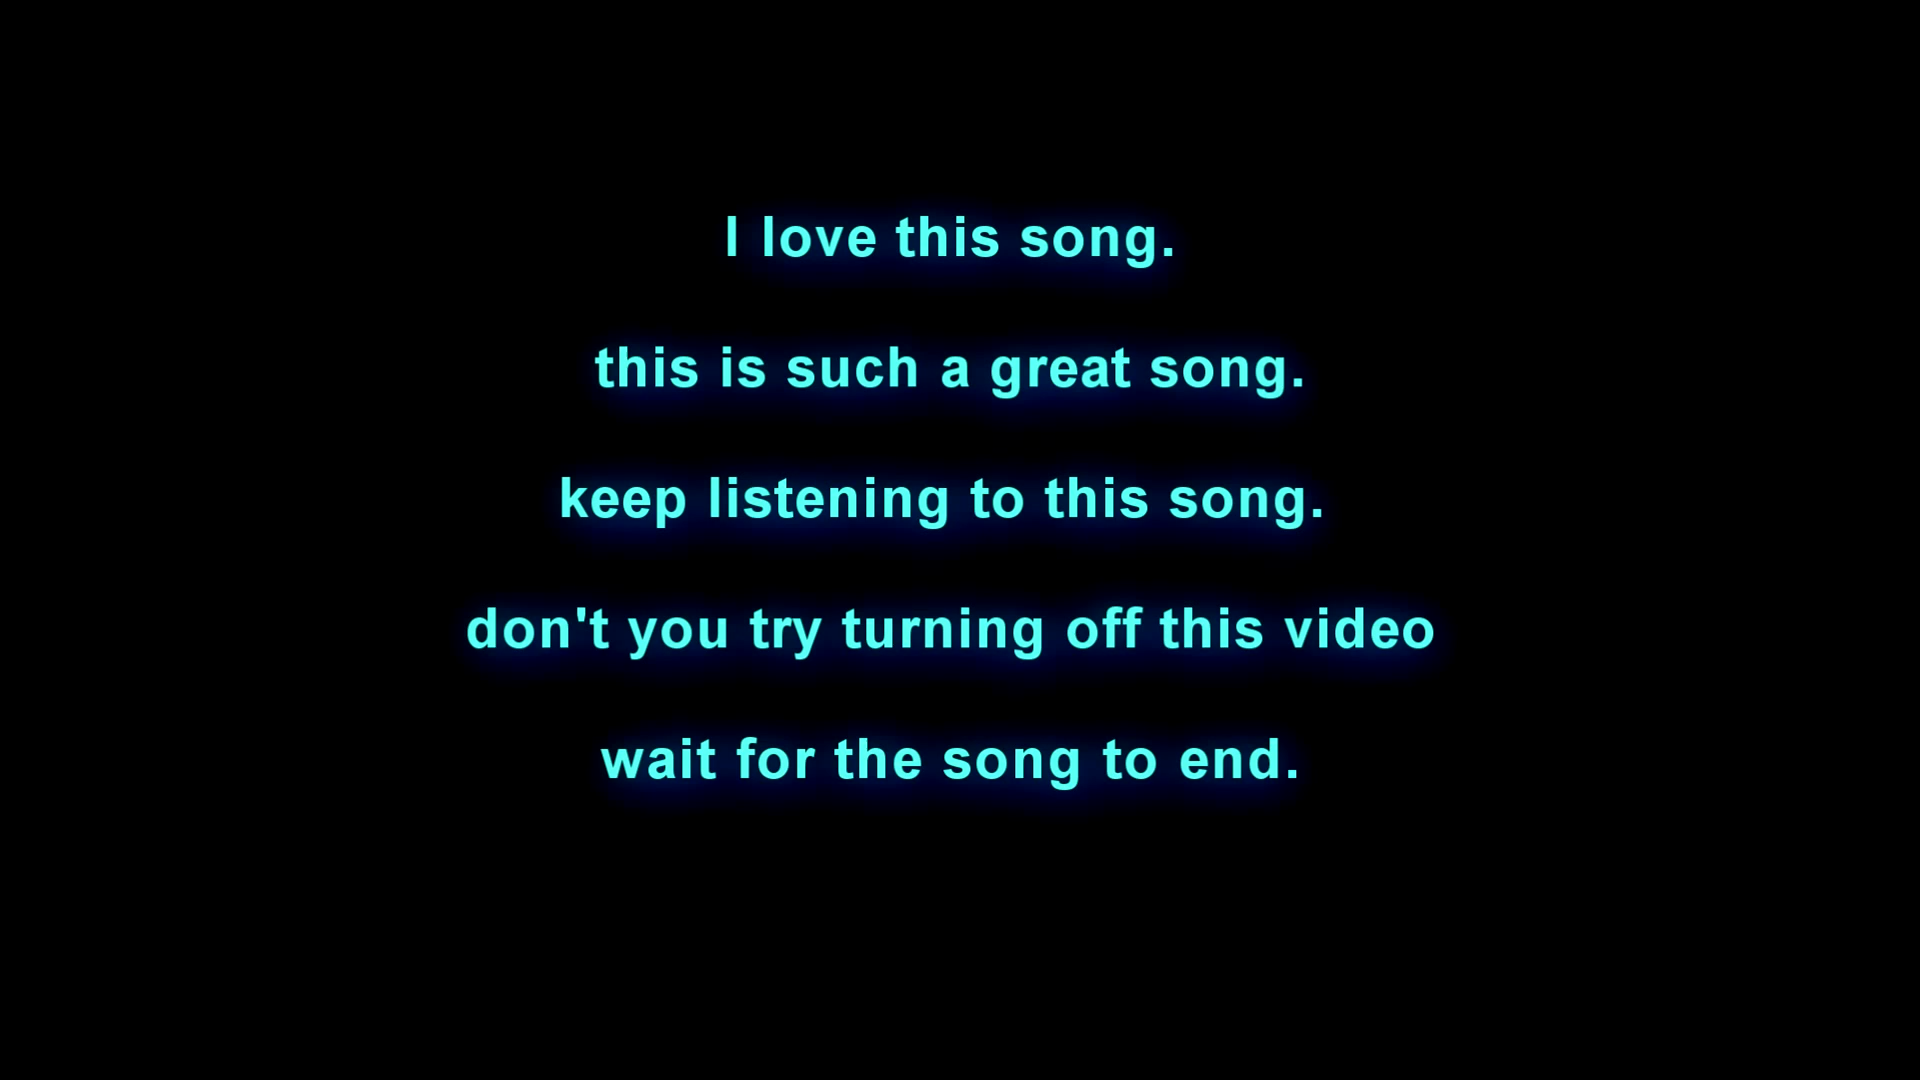 I love this song.
this is such a great song.
keep listening to this song.
don't you try turning off this video
wait for the song to end.